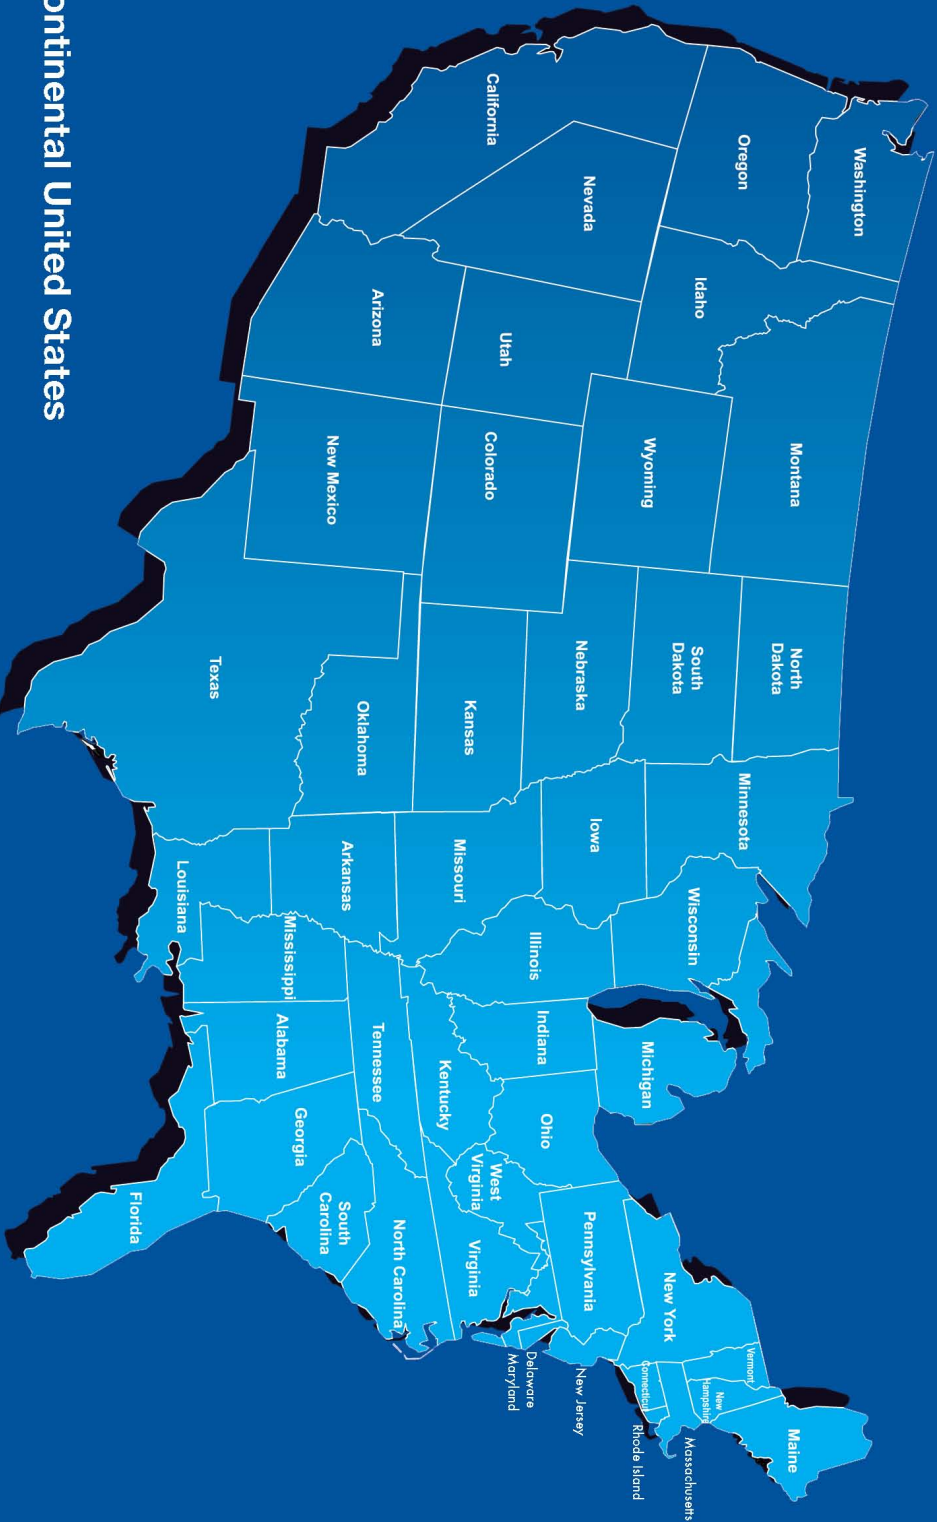 ontinental United States
Washington
Oregon
California
Nevada
Idaho
Montana
Wyoming
Utah
Arizona
Colorado
New Mexico
North
Dakota
South
Dakota
Nebraska
Kansas
Oklahoma
Texas
Minnesota
Iowa
Missouri
Arkansas
Louisiana
Wisconsin
Illinois
Mississippi
Michigan
Indiana
Ohio
Kentucky
Tennessee
Alabama
Georgia
Florida
South
Carolina
North Carolina
Virginia
West
Virginia
Pennsylvania
New York
Vermont
New
Hampshire
Maine
Massachusetts
Rhode Island
Connecticut
New Jersey
Delaware
Maryland